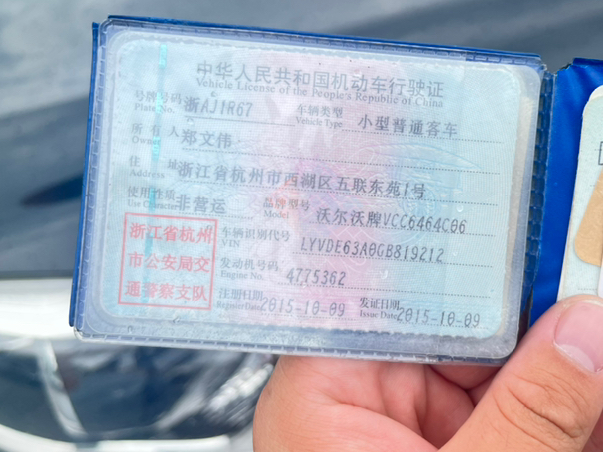 中华人民共和国机动车行驶证
Vehicle License of the People's Republic of China
号牌号码 浙AJ1R67 车辆类型 小型普通客车
Plate No. Vehicle Type
所有人 郑文伟
Owner
住址 浙江省杭州市西湖区五联东苑1号
Address
使用性质 非营运 品牌型号 沃尔沃牌VCC6464C06
Use Character Model
浙江省杭州
市公安局交
通警察支队
车辆识别代号 LYVDE63A0GB819212
VIN
发动机号码 4775362
Engine No.
注册日期 2015-10-09 发证日期 2015-10-09
Register Date Issue Date